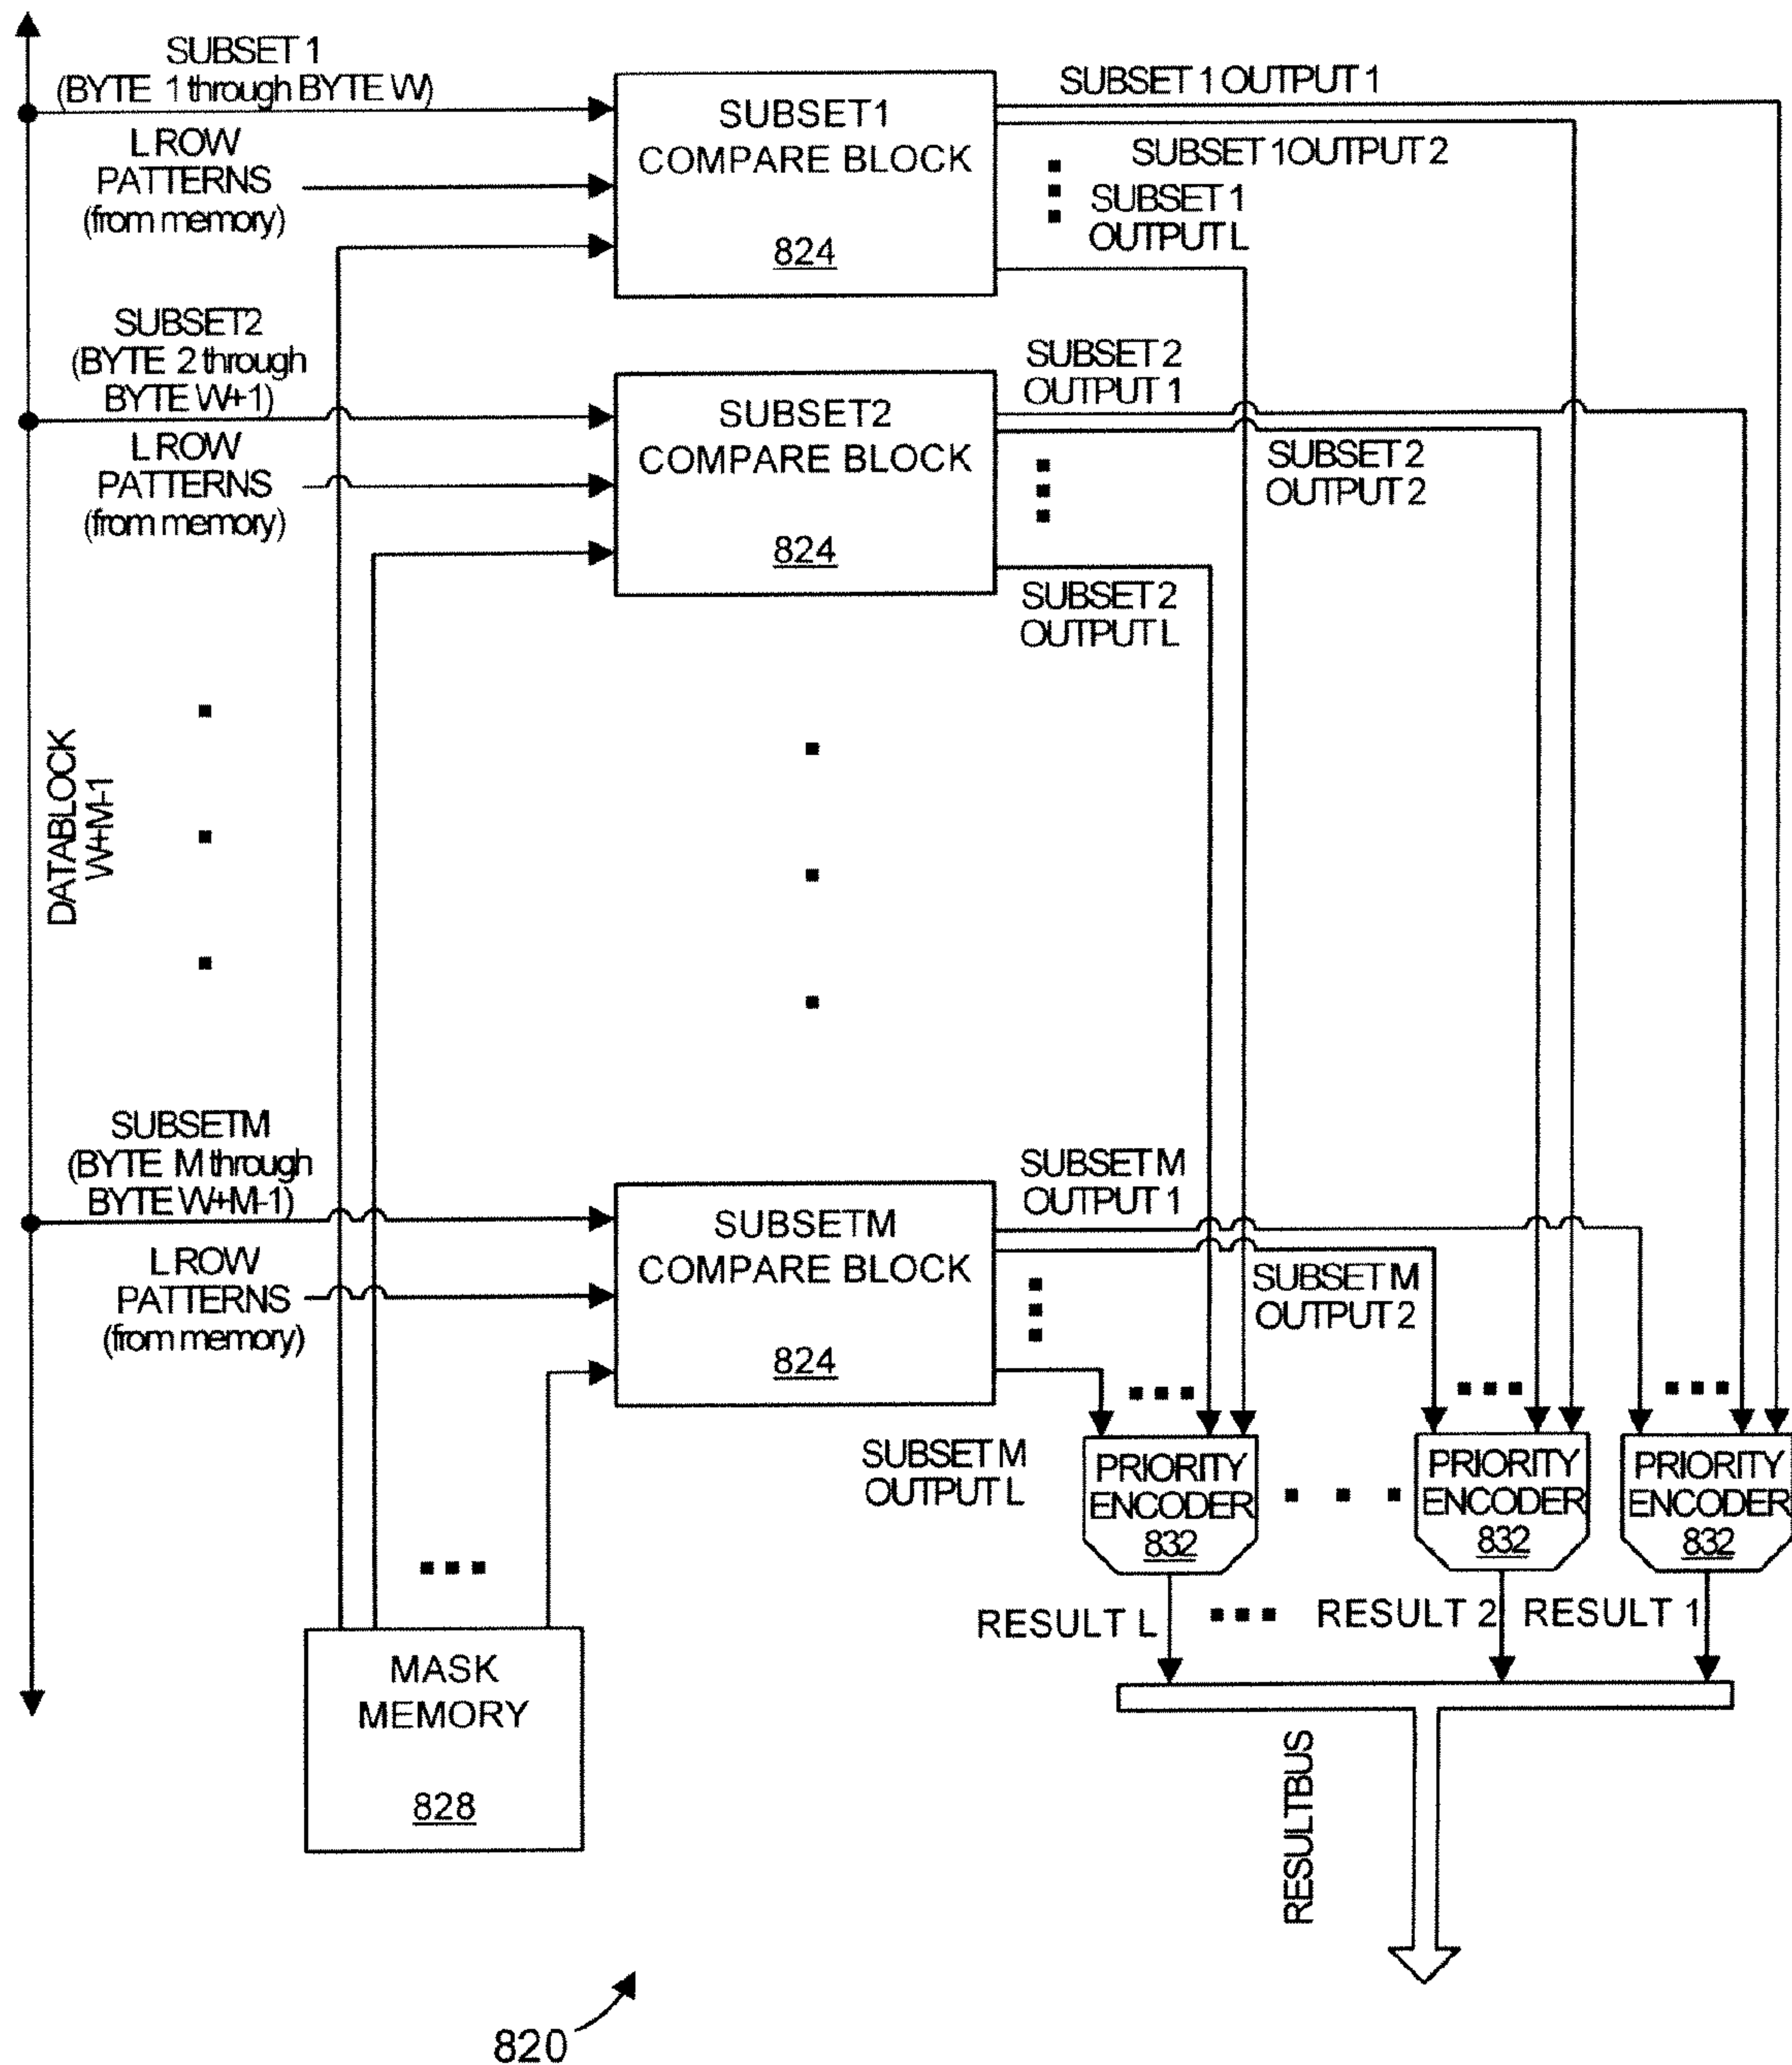 SUBSET 1
(BYTE 1 through BYTE W)
L ROW
PATTERNS
(from memory)
SUBSET1
COMPARE BLOCK
824
SUBSET 1 OUTPUT 1
SUBSET 1 OUTPUT 2
SUBSET 1
OUTPUT L
SUBSET2
(BYTE 2 through
BYTE W+1)
L ROW
PATTERNS
(from memory)
SUBSET2
COMPARE BLOCK
824
SUBSET 2
OUTPUT 1
SUBSET 2
OUTPUT 2
SUBSET 2
OUTPUT L
DATABLOCK
W+M-1
SUBSETM
(BYTE M through
BYTE W+M-1)
L ROW
PATTERNS
(from memory)
SUBSETM
COMPARE BLOCK
824
SUBSET M
OUTPUT 1
SUBSET M
OUTPUT 2
SUBSET M
OUTPUT L
PRIORITY
ENCODER
832
PRIORITY
ENCODER
832
PRIORITY
ENCODER
832
RESULT L
RESULT 2
RESULT 1
MASK
MEMORY
828
RESULTBUS
820